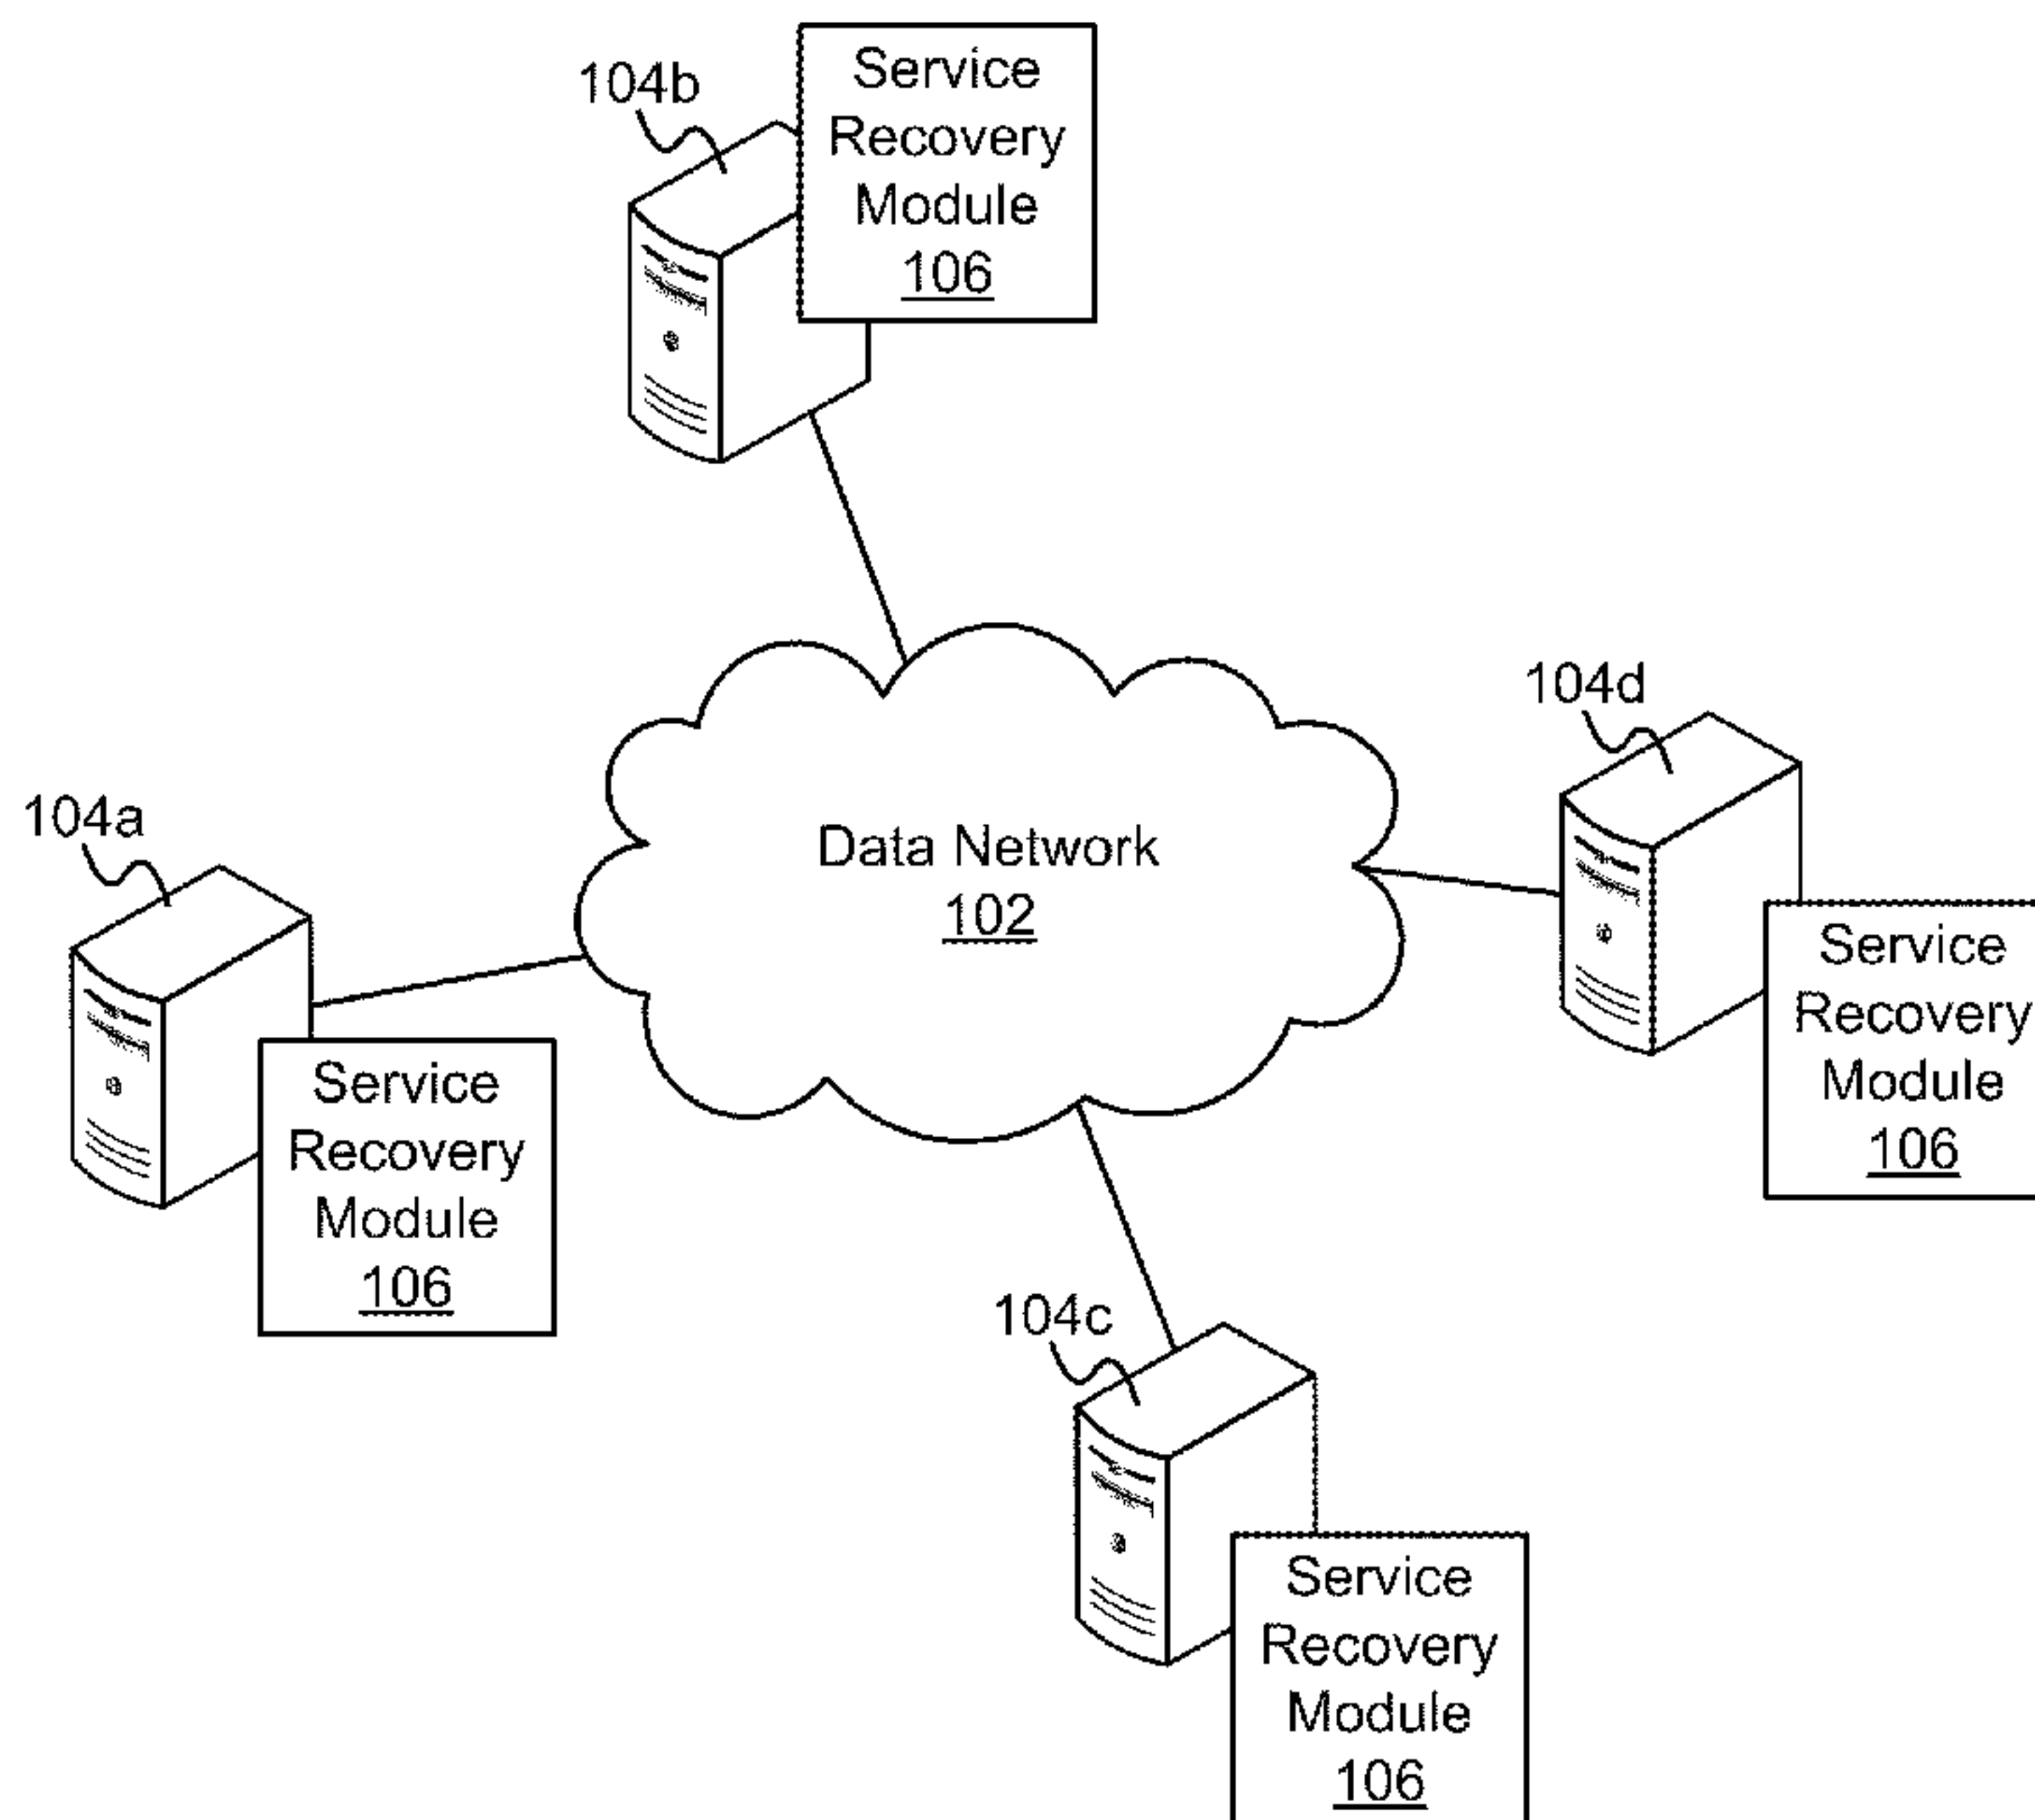 104b
Service
Recovery
Module
106
104d
Data Network
102
104a
Service
Recovery
Module
106
Service
Recovery
Module
106
104c
Service
Recovery
Module
106